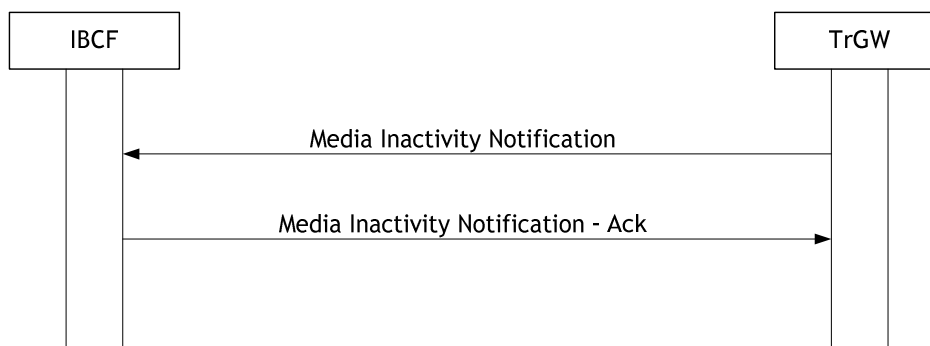 IBCF
TrGW
Media Inactivity Notification
Media Inactivity Notification - Ack